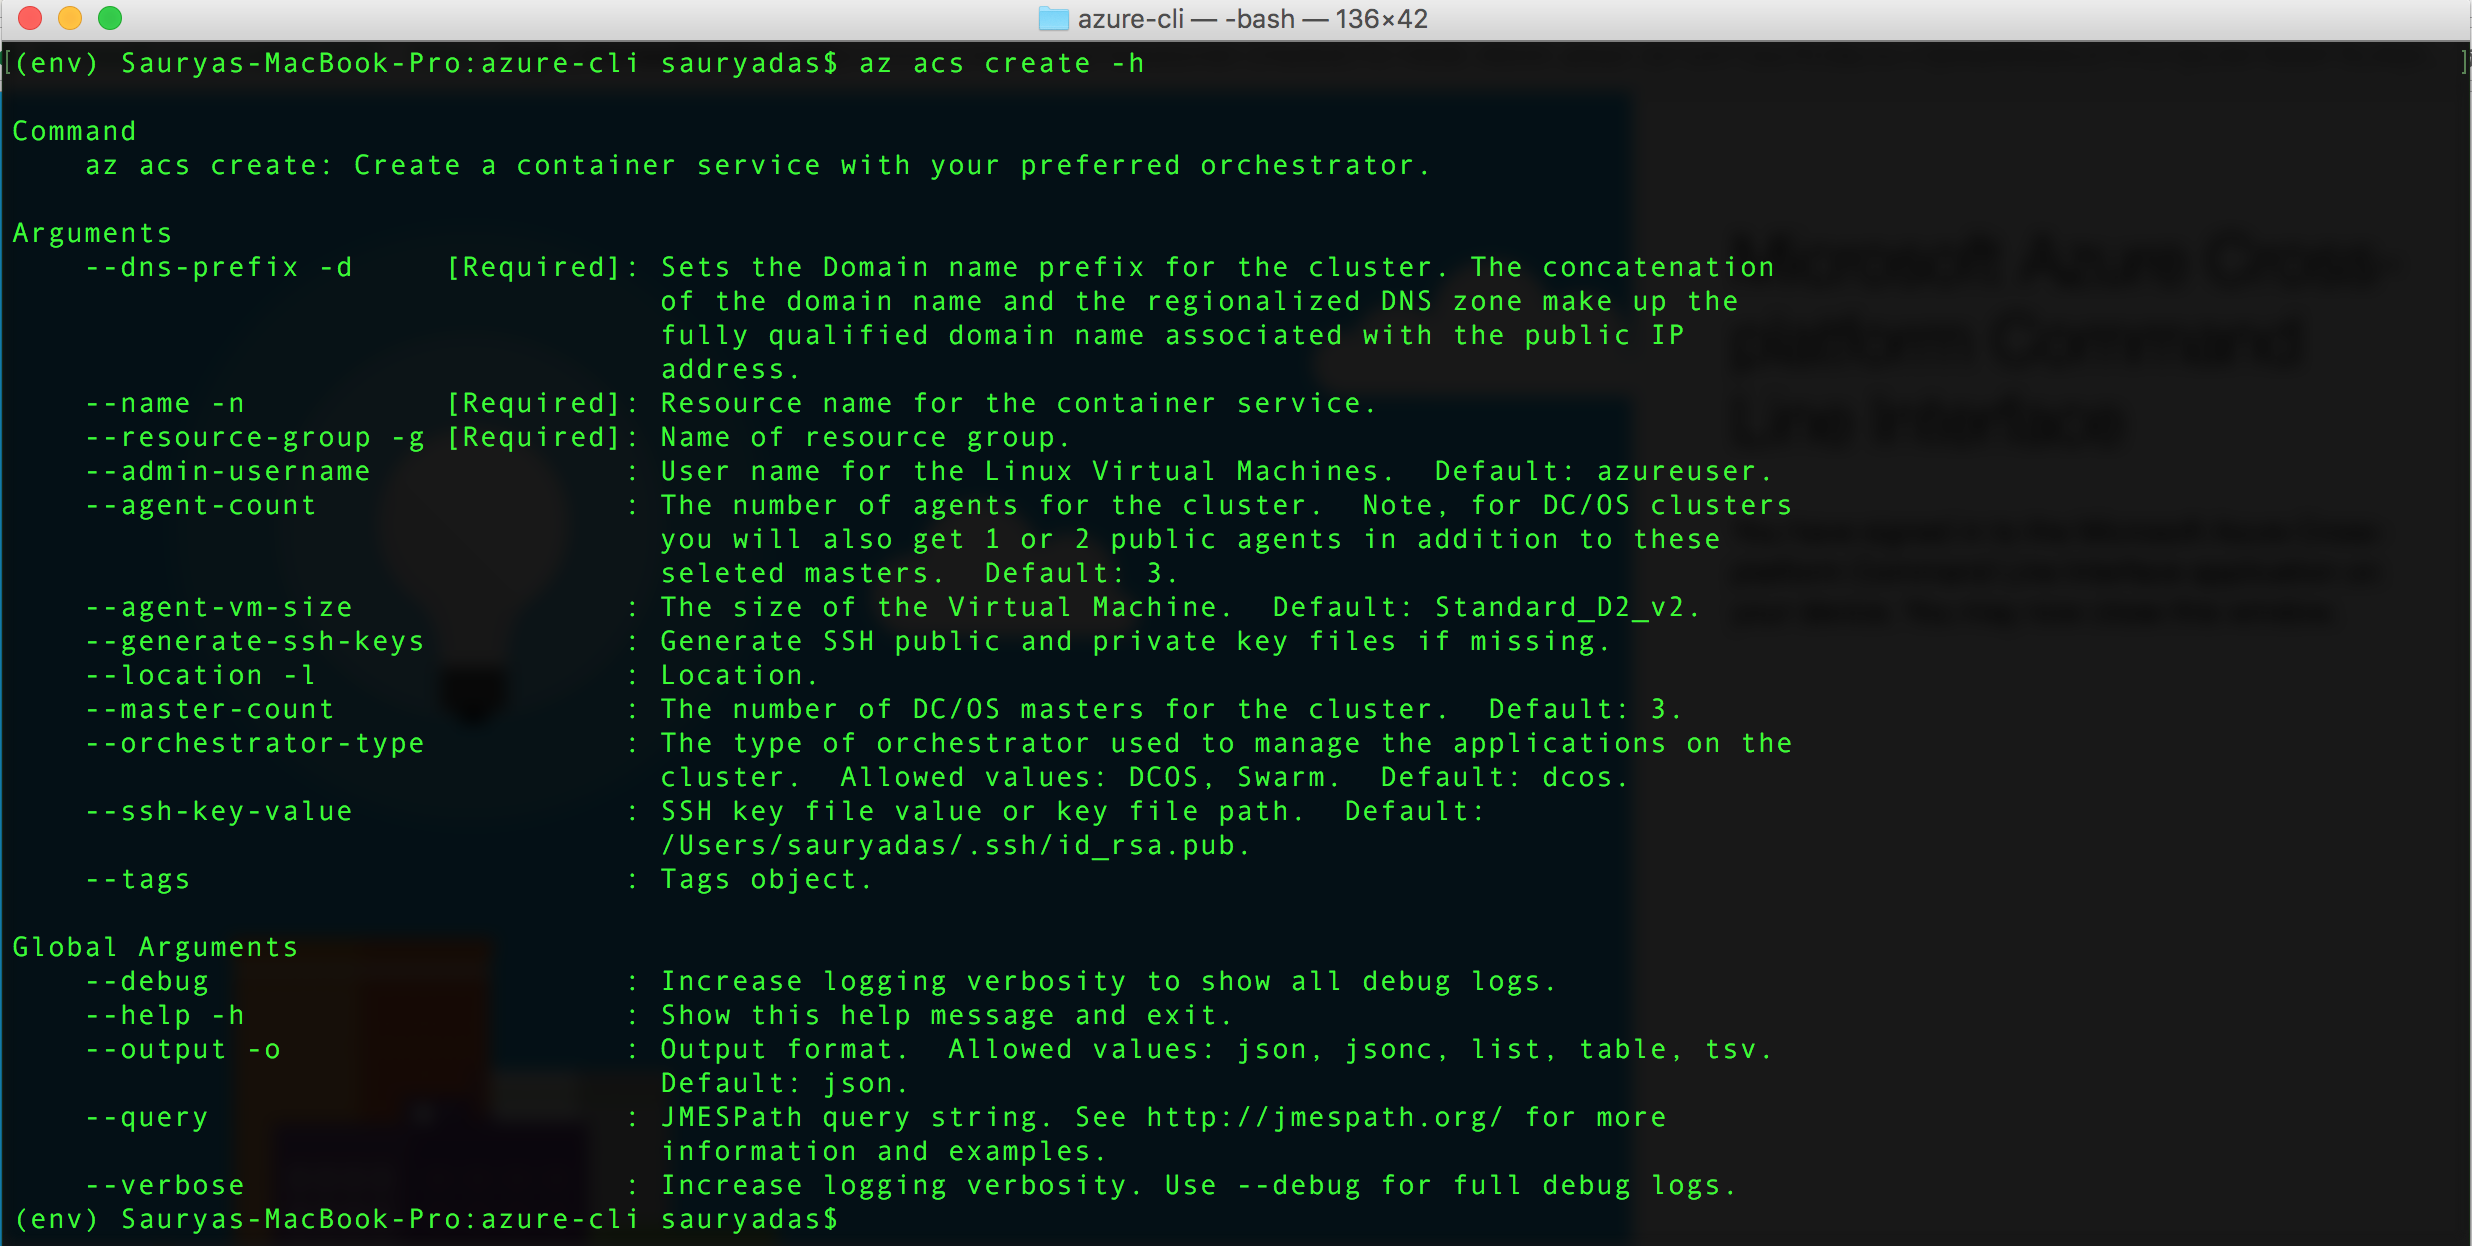 azure-cli — -bash — 136×42
[(env) Sauryas-MacBook-Pro:azure-cli sauryadas$ az acs create -h ]
Command
az acs create: Create a container service with your preferred orchestrator.
Arguments
--dns-prefix -d [Required]: Sets the Domain name prefix for the cluster. The concatenation
of the domain name and the regionalized DNS zone make up the
fully qualified domain name associated with the public IP
address.
--name -n [Required]: Resource name for the container service.
--resource-group -g [Required]: Name of resource group.
--admin-username : User name for the Linux Virtual Machines. Default: azureuser.
--agent-count : The number of agents for the cluster. Note, for DC/OS clusters
you will also get 1 or 2 public agents in addition to these
seleted masters. Default: 3.
--agent-vm-size : The size of the Virtual Machine. Default: Standard_D2_v2.
--generate-ssh-keys : Generate SSH public and private key files if missing.
--location -l : Location.
--master-count : The number of DC/OS masters for the cluster. Default: 3.
--orchestrator-type : The type of orchestrator used to manage the applications on the
cluster. Allowed values: DCOS, Swarm. Default: dcos.
--ssh-key-value : SSH key file value or key file path. Default:
/Users/sauryadas/.ssh/id_rsa.pub.
--tags : Tags object.
Global Arguments
--debug : Increase logging verbosity to show all debug logs.
--help -h : Show this help message and exit.
--output -o : Output format. Allowed values: json, jsonc, list, table, tsv.
Default: json.
--query : JMESPath query string. See http://jmespath.org/ for more
information and examples.
--verbose : Increase logging verbosity. Use --debug for full debug logs.
(env) Sauryas-MacBook-Pro:azure-cli sauryadas$
Microsoft Azure Cross-
platform Command
Line Interface